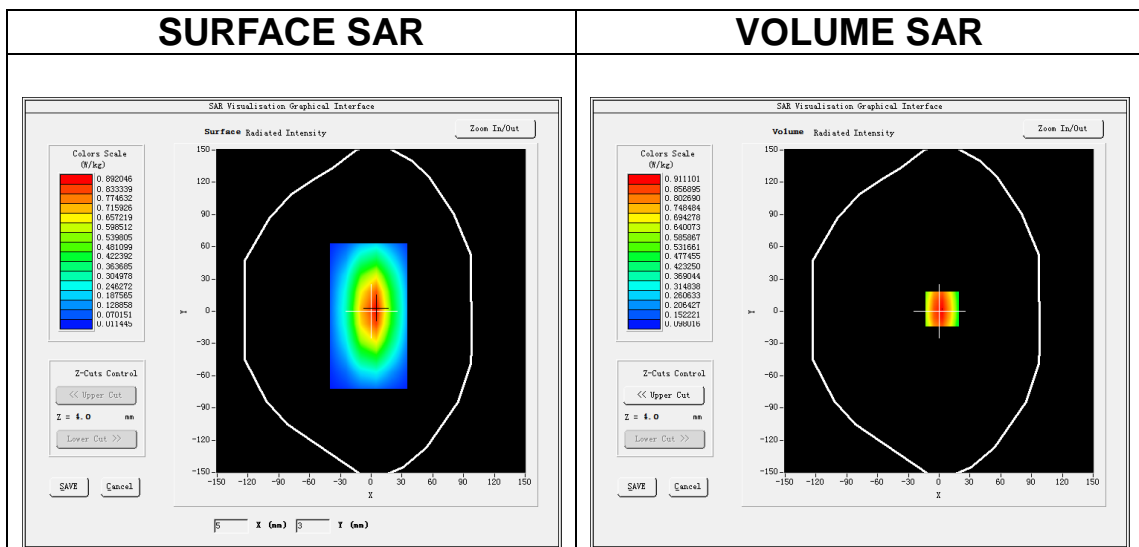 SURFACE SAR
VOLUME SAR
SAR Visualisation Graphical Interface
Surface Radiated Intensity
Zoom In/Out
Colors Scale
(W/kg)
0.892046
0.833339
0.774632
0.715926
0.657219
0.598512
0.539805
0.481099
0.422392
0.363685
0.304978
0.246272
0.187565
0.128858
0.070151
0.011445
Z-Cuts Control
<< Upper Cut
Z = 4.0 mm
Lower Cut >>
SAVE
Cancel
150
120
90
60
30
0
-30
-60
-90
-120
-150
Y
-150 -120 -90 -60 -30 0 30 60 90 120 150
X
5 X (mm) 3 Y (mm)
SAR Visualisation Graphical Interface
Volume Radiated Intensity
Zoom In/Out
Colors Scale
(W/kg)
0.911101
0.856895
0.802690
0.748484
0.694278
0.640073
0.585867
0.531661
0.477455
0.423250
0.369044
0.314838
0.260633
0.206427
0.152221
0.098016
Z-Cuts Control
<< Upper Cut
Z = 4.0 mm
Lower Cut >>
SAVE
Cancel
150
120
90
60
30
0
-30
-60
-90
-120
-150
Y
-150 -120 -90 -60 -30 0 30 60 90 120 150
X